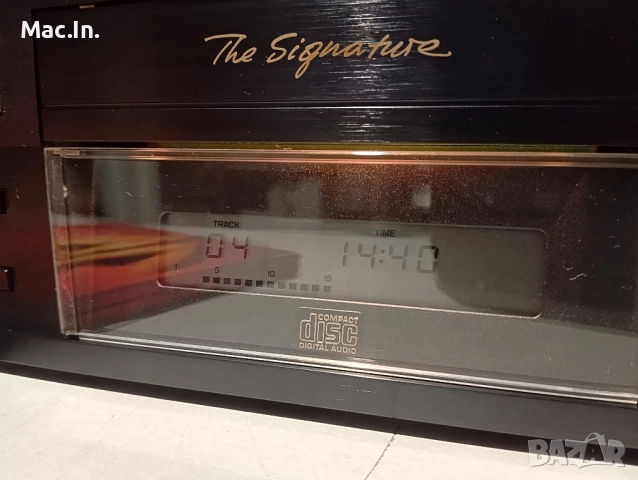 Mac.In.
The Signature
TRACK TIME
04 14:40
1 5 10 15
COMPACT
disc
DIGITAL AUDIO
BAZAR